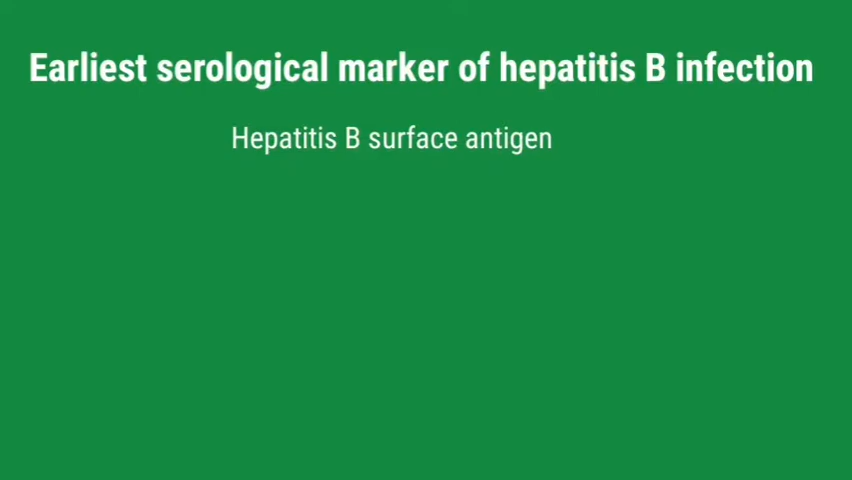 Earliest serological marker of hepatitis B infection
Hepatitis B surface antigen